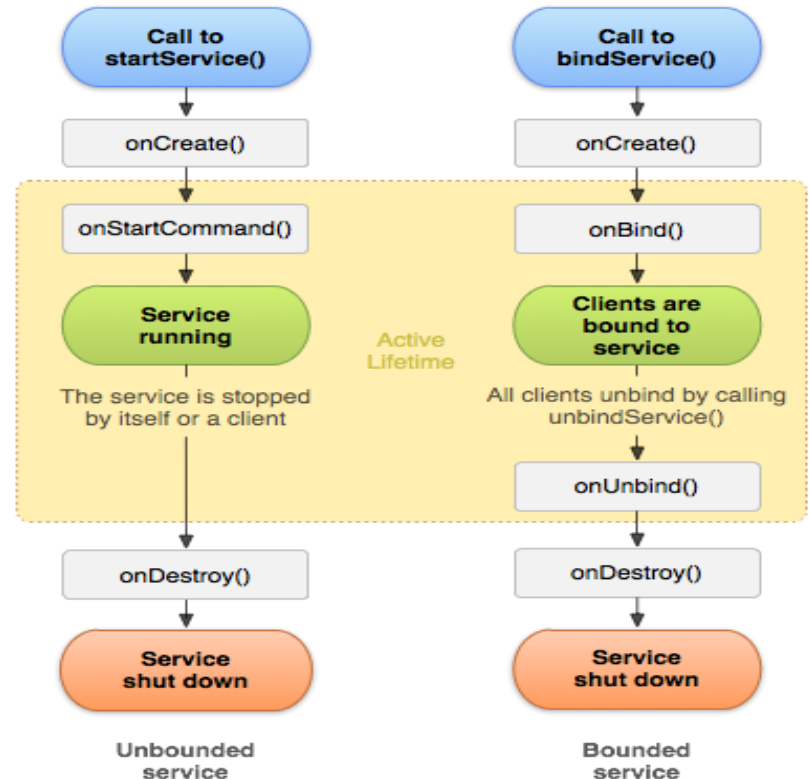 Call to
startService()
onCreate()
onStartCommand()
Service
running
The service is stopped
by itself or a client
onDestroy()
Service
shut down
Unbounded
service
Active
Lifetime
Call to
bindService()
onCreate()
onBind()
Clients are
bound to
service
All clients unbind by calling
unbindService()
onUnbind()
onDestroy()
Service
shut down
Bounded
service